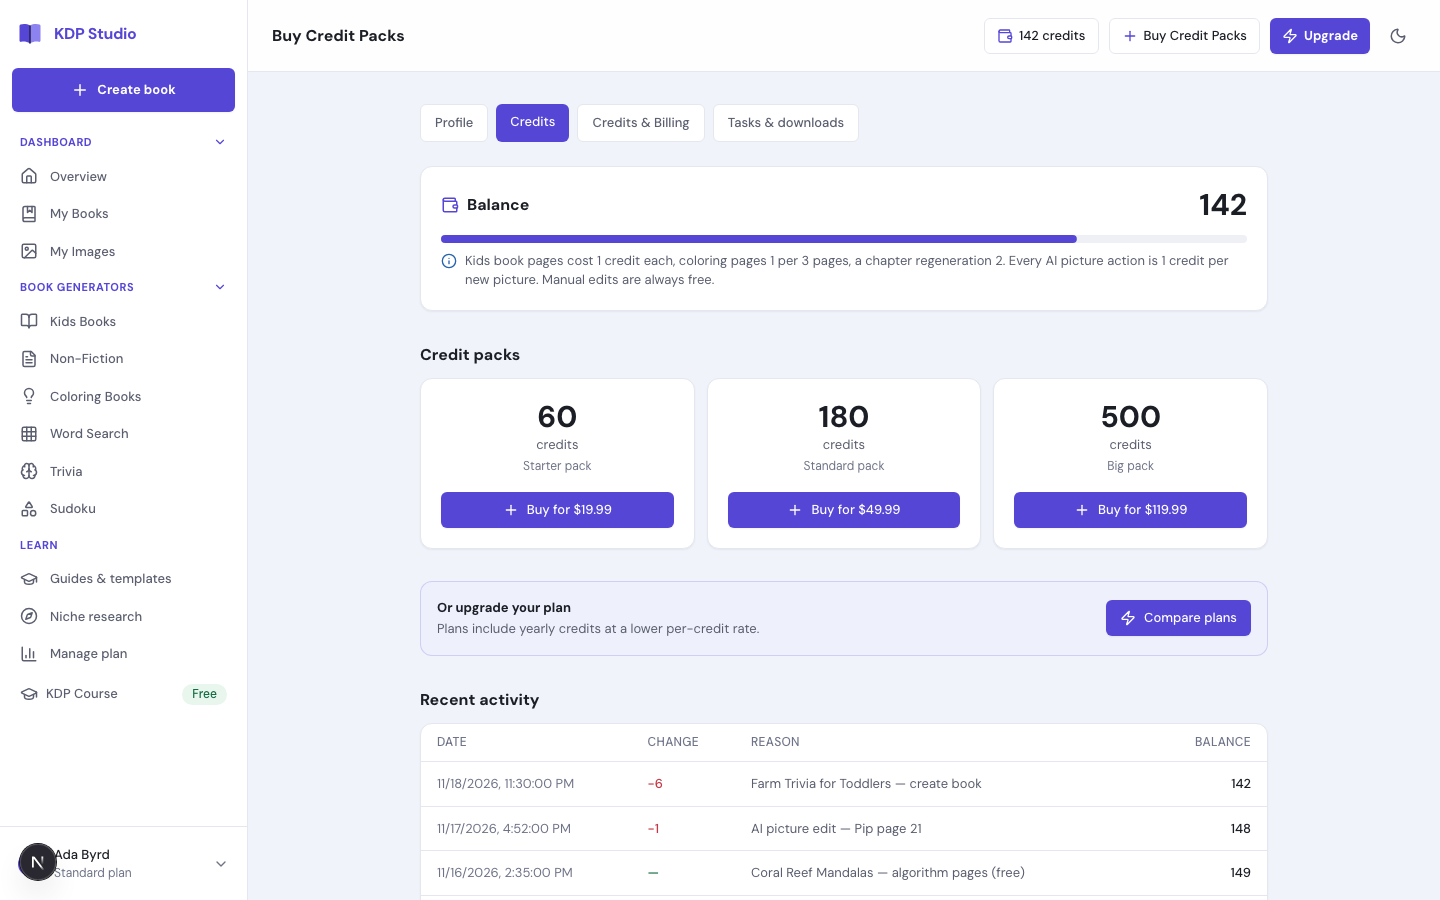 KDP Studio
Create book
DASHBOARD
Overview
My Books
My Images
BOOK GENERATORS
Kids Books
Non-Fiction
Coloring Books
Word Search
Trivia
Sudoku
LEARN
Guides & templates
Niche research
Manage plan
KDP Course
Free
N
Ada Byrd
Standard plan
Buy Credit Packs
142 credits
Buy Credit Packs
Upgrade
Profile
Credits
Credits & Billing
Tasks & downloads
Balance
142
Kids book pages cost 1 credit each, coloring pages 1 per 3 pages, a chapter regeneration 2. Every AI picture action is 1 credit per
new picture. Manual edits are always free.
Credit packs
60
credits
Starter pack
Buy for $19.99
180
credits
Standard pack
Buy for $49.99
500
credits
Big pack
Buy for $119.99
Or upgrade your plan
Plans include yearly credits at a lower per-credit rate.
Compare plans
Recent activity
DATE CHANGE REASON BALANCE
11/18/2026, 11:30:00 PM -6 Farm Trivia for Toddlers — create book 142
11/17/2026, 4:52:00 PM -1 AI picture edit — Pip page 21 148
11/16/2026, 2:35:00 PM — Coral Reef Mandalas — algorithm pages (free) 149